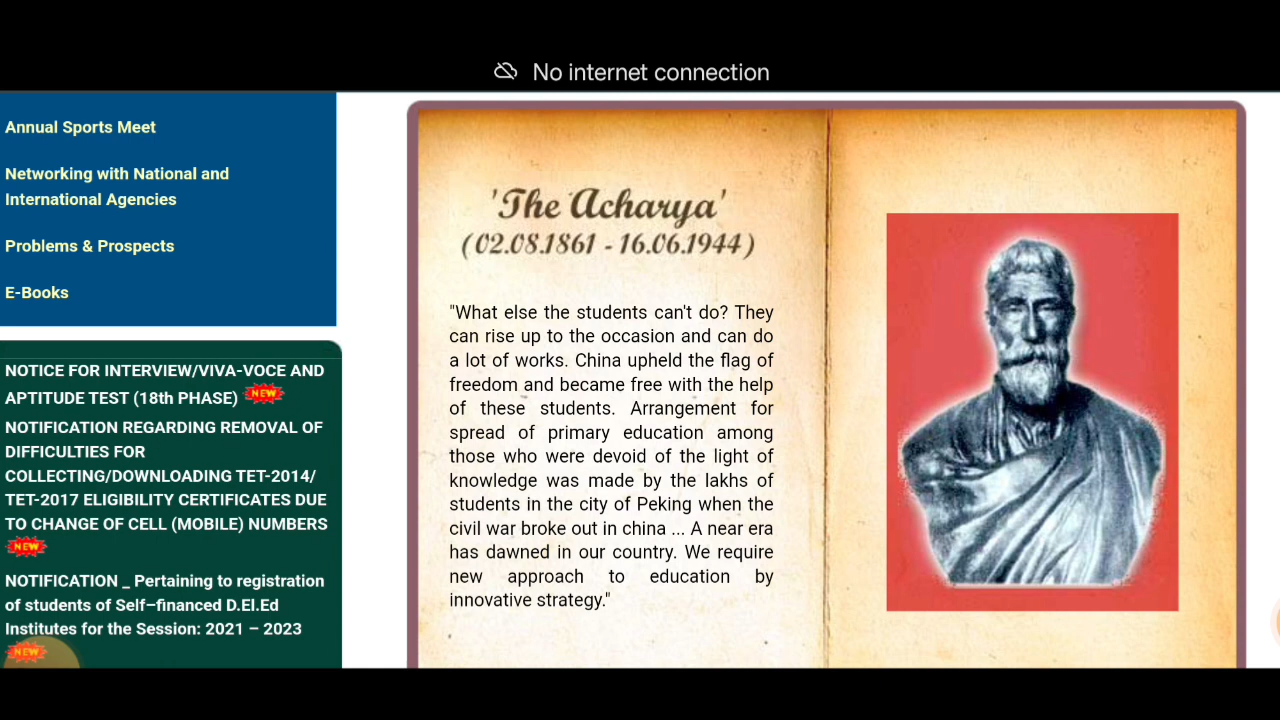 No internet connection
Annual Sports Meet
Networking with National and
International Agencies
Problems & Prospects
E-Books
NOTICE FOR INTERVIEW/VIVA-VOCE AND
APTITUDE TEST (18th PHASE) NEW
NOTIFICATION REGARDING REMOVAL OF
DIFFICULTIES FOR
COLLECTING/DOWNLOADING TET-2014/
TET-2017 ELIGIBILITY CERTIFICATES DUE
TO CHANGE OF CELL (MOBILE) NUMBERS
NEW
NOTIFICATION _ Pertaining to registration
of students of Self–financed D.El.Ed
Institutes for the Session: 2021 – 2023
NEW
'The Acharya'
(02.08.1861 - 16.06.1944)
"What else the students can't do? They
can rise up to the occasion and can do
a lot of works. China upheld the flag of
freedom and became free with the help
of these students. Arrangement for
spread of primary education among
those who were devoid of the light of
knowledge was made by the lakhs of
students in the city of Peking when the
civil war broke out in china ... A near era
has dawned in our country. We require
new approach to education by
innovative strategy."